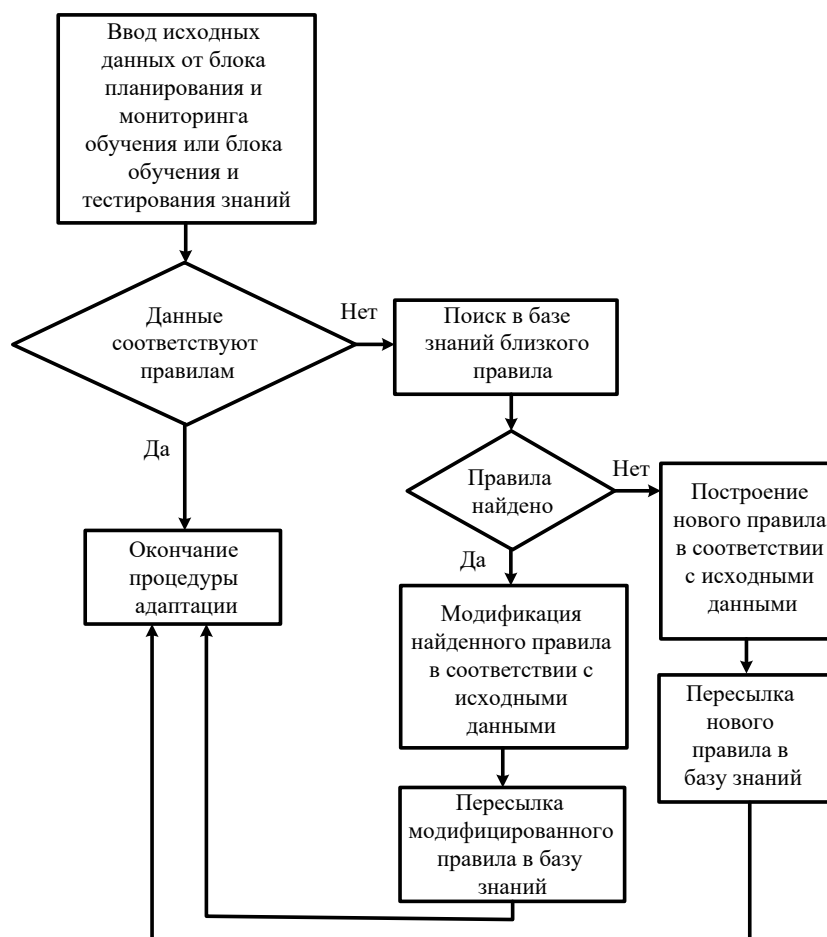 Ввод исходных
данных от блока
планирования и
мониторинга
обучения или блока
обучения и
тестирования знаний
Данные
соответствуют
правилам
Нет
Поиск в базе
знаний близкого
правила
Да
Правила
найдено
Нет
Построение
нового правила
в соответствии
с исходными
данными
Да
Окончание
процедуры
адаптации
Модификация
найденного правила
в соответствии с
исходными
данными
Пересылка
нового
правила в
базу знаний
Пересылка
модифицированного
правила в базу
знаний